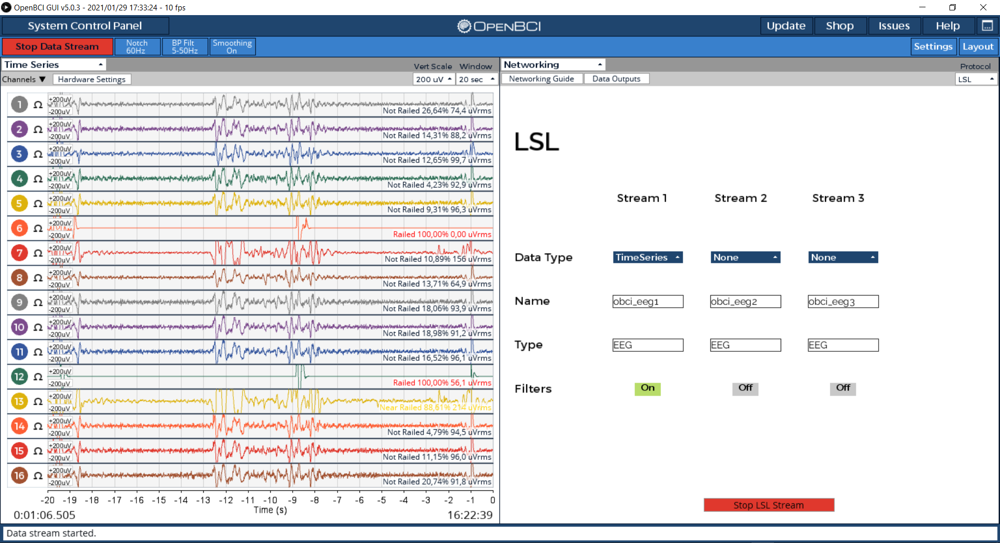 OpenBCI GUI v5.0.3 - 2021/01/29 17:33:24 - 10 fps
System Control Panel
OPENBCI
Update Shop Issues Help
Stop Data Stream
Notch 60Hz
BP Filt 5-50Hz
Smoothing On
Settings Layout
Time Series
Vert Scale Window
Channels Hardware Settings
200 uV 20 sec
1 Ω +200uV -200uV Not Railed 26,64% 74,4 uVrms
2 Ω +200uV -200uV Not Railed 14,31% 88,2 uVrms
3 Ω +200uV -200uV Not Railed 12,65% 99,7 uVrms
4 Ω +200uV -200uV Not Railed 4,23% 92,9 uVrms
5 Ω +200uV -200uV Not Railed 9,31% 96,3 uVrms
6 Ω +200uV -200uV Railed 100,00% 0,00 uVrms
7 Ω +200uV -200uV Not Railed 10,89% 156 uVrms
8 Ω +200uV -200uV Not Railed 13,71% 64,9 uVrms
9 Ω +200uV -200uV Not Railed 18,06% 93,9 uVrms
10 Ω +200uV -200uV Not Railed 18,98% 91,2 uVrms
11 Ω +200uV -200uV Not Railed 16,52% 96,1 uVrms
12 Ω +200uV -200uV Railed 100,00% 56,1 uVrms
13 Ω +200uV -200uV Near Railed 88,61% 214 uVrms
14 Ω +200uV -200uV Not Railed 4,79% 94,5 uVrms
15 Ω +200uV -200uV Not Railed 11,15% 96,0 uVrms
16 Ω +200uV -200uV Not Railed 20,74% 91,8 uVrms
-20 -19 -18 -17 -16 -15 -14 -13 -12 -11 -10 -9 -8 -7 -6 -5 -4 -3 -2 -1 0
Time (s)
0:01:06.505 16:22:39
Networking
Protocol
Networking Guide Data Outputs
LSL
LSL
Stream 1 Stream 2 Stream 3
Data Type TimeSeries None None
Name obci_eeg1 obci_eeg2 obci_eeg3
Type EEG EEG EEG
Filters On Off Off
Stop LSL Stream
Data stream started.